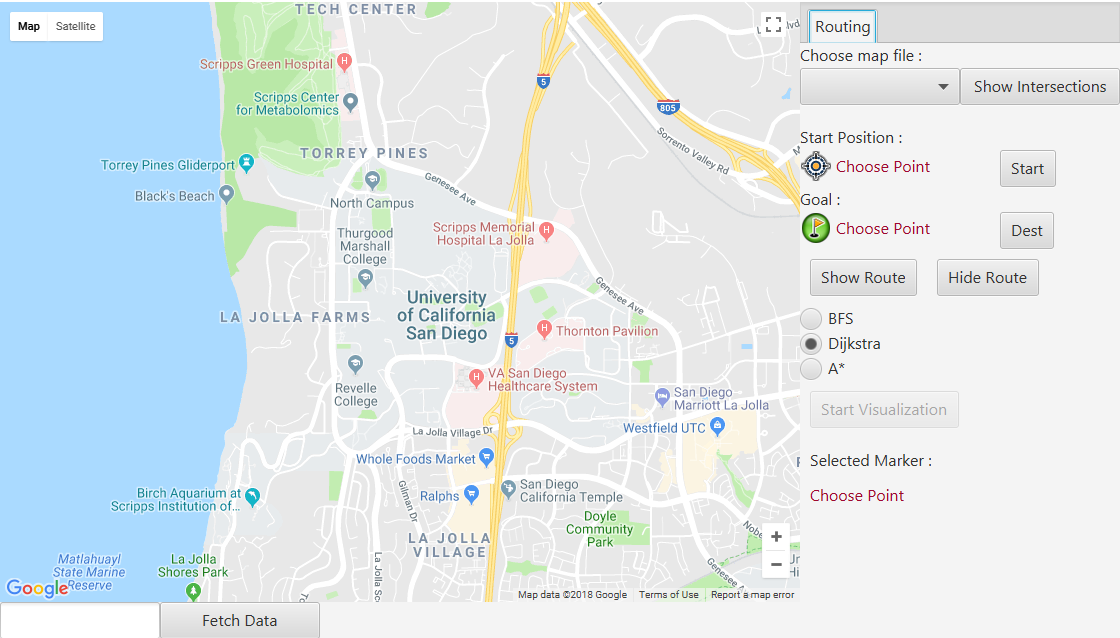 Map
Satellite
TECH CENTER
Scripps Green Hospital
H
5
805
Scripps Center
for Metabolomics
Sorrento Valley Rd
TORREY PINES
Torrey Pines Gliderport
Genesee Ave
Black's Beach
North Campus
Scripps Memorial
Hospital La Jolla
H
Thurgood
Marshall
College
Genesee Ave
University
of California
San Diego
LA JOLLA FARMS
H
Thornton Pavilion
5
H
VA San Diego
Healthcare System
Revelle
College
San Diego
Marriott La Jolla
Westfield UTC
La Jolla Village Dr
Whole Foods Market
Gilman Dr
San Diego
California Temple
Ralphs
Birch Aquarium at
Scripps Institution of...
Doyle
Community
Park
LA JOLLA
VILLAGE
Nobe
Matlahuayl
State Marine
Reserve
La Jolla
Shores Park
La Jolla Sc
Genesee Av
Google
+
−
Map data ©2018 Google
Terms of Use
Report a map error
Fetch Data
Routing
Choose map file :
Show Intersections
Start Position :
Choose Point
Start
Goal :
Choose Point
Dest
Show Route
Hide Route
BFS
Dijkstra
A*
Start Visualization
Selected Marker :
Choose Point